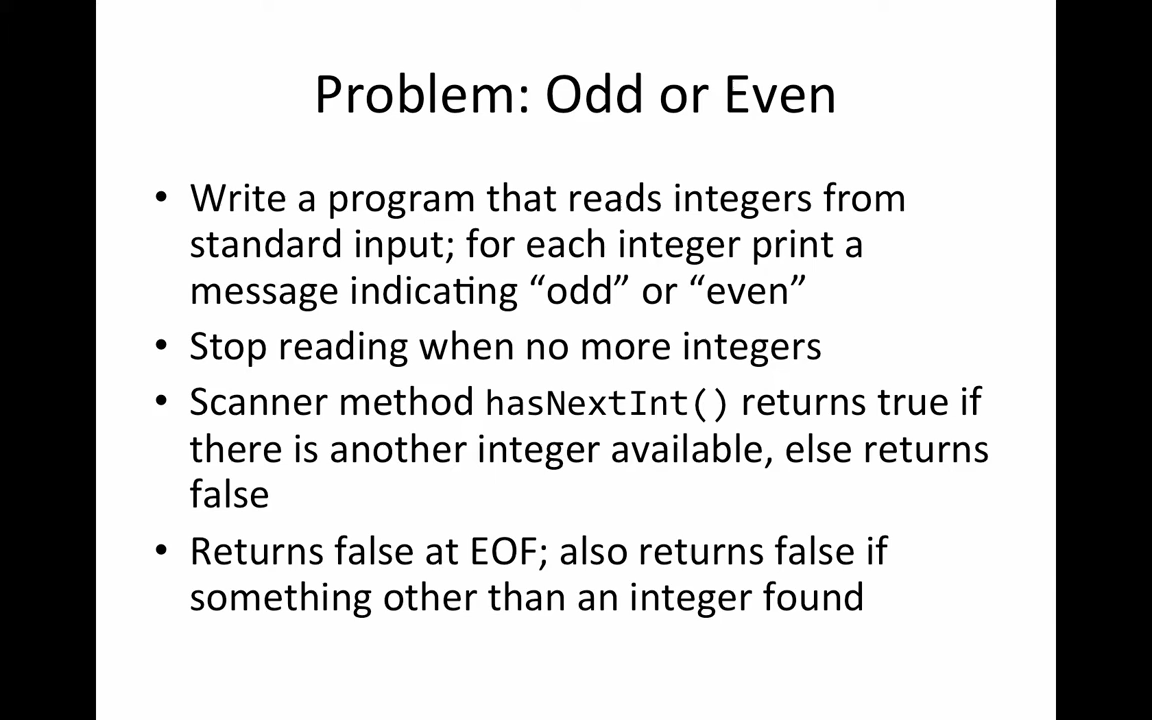 Problem: Odd or Even
• Write a program that reads integers from
standard input; for each integer print a
message indicating “odd” or “even”
• Stop reading when no more integers
• Scanner method hasNextInt() returns true if
there is another integer available, else returns
false
• Returns false at EOF; also returns false if
something other than an integer found